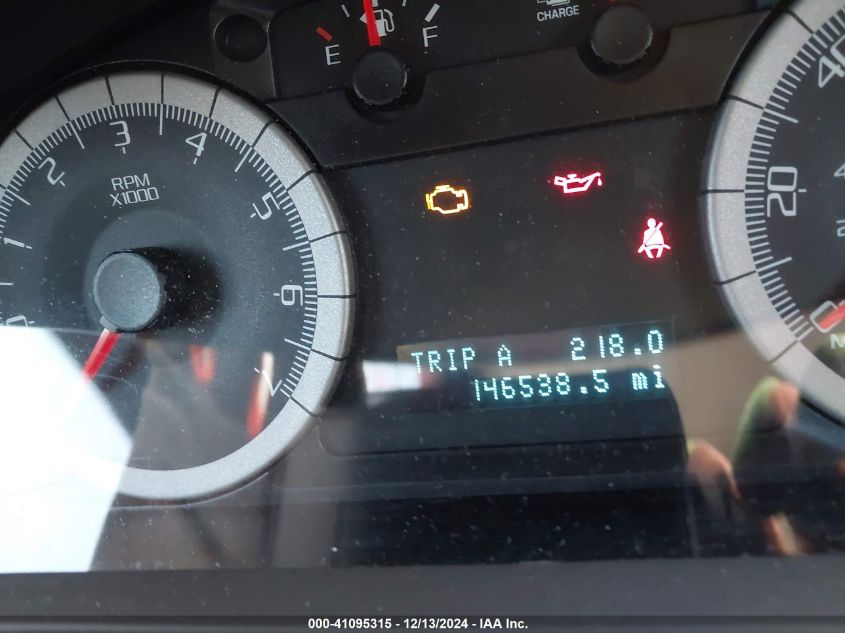 E F
CHARGE
1 2 3 4 5 6 7
RPM
X1000
20 40
TRIP A 218.0
146538.5 mi
000-41095315 - 12/13/2024 - IAA Inc.